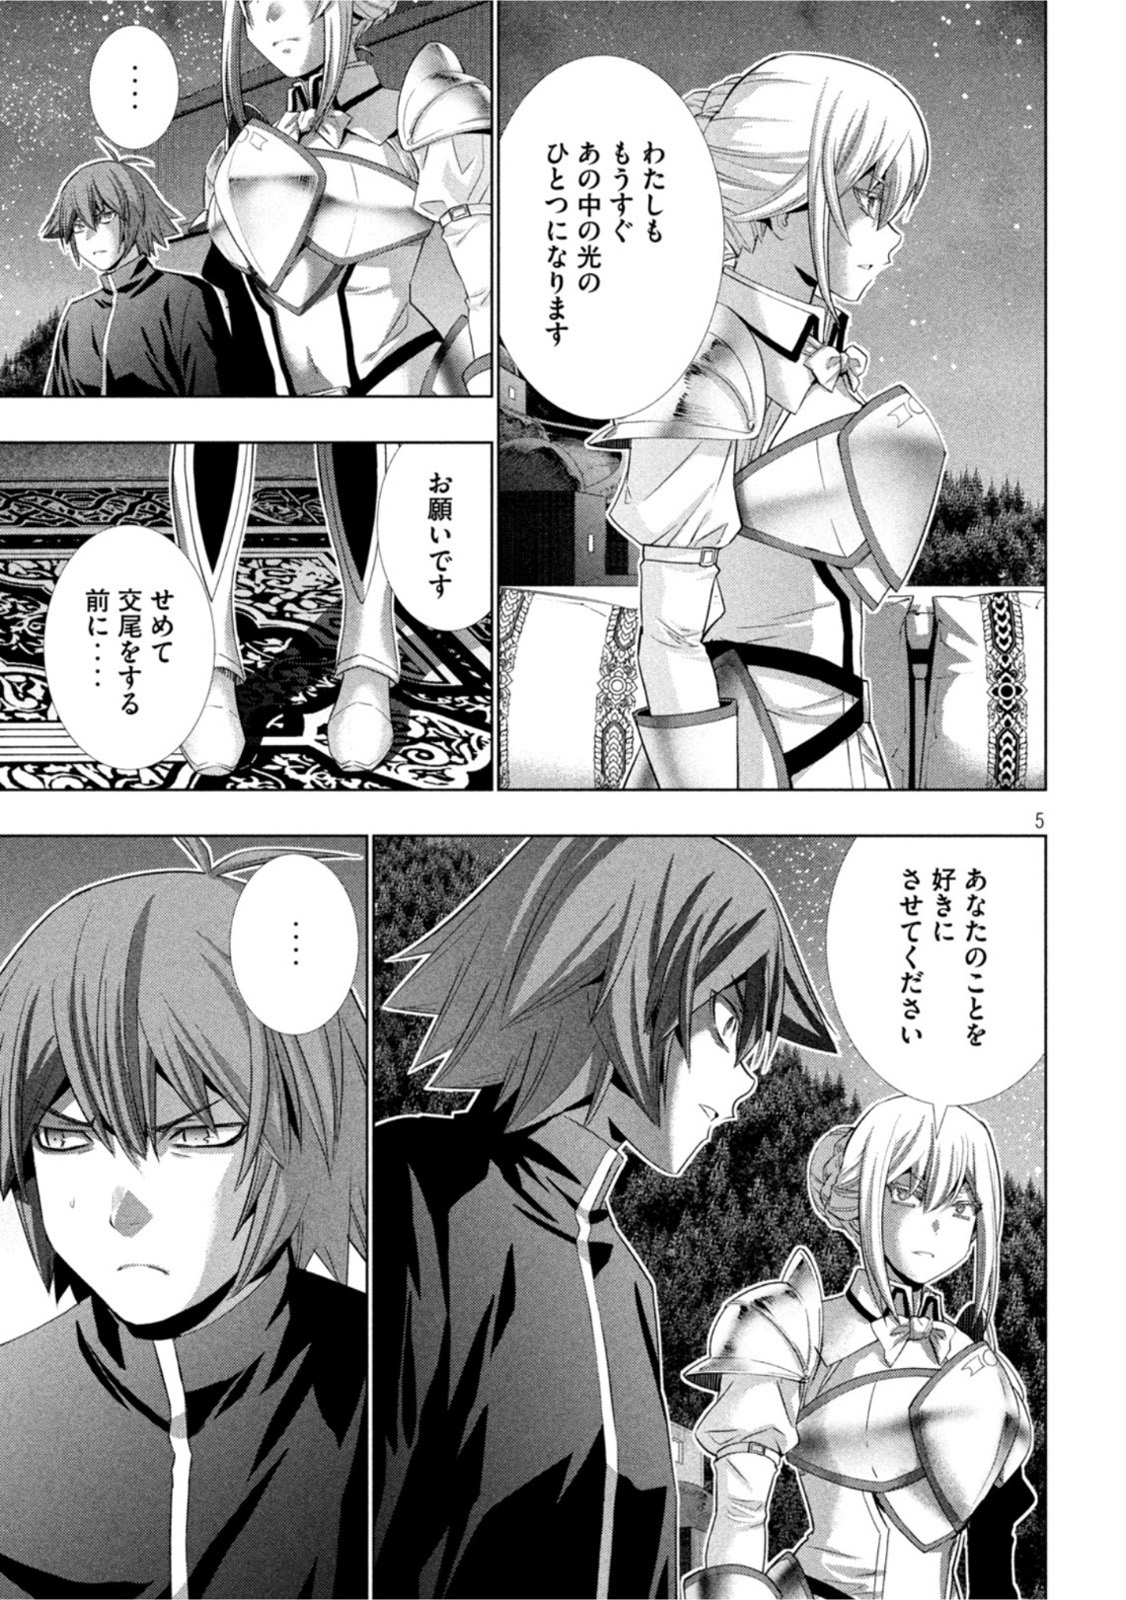 わたしも
もうすぐ
あの中の光の
ひとつになります
‥‥
お願いです
せめて
交尾をする
前に‥‥
5
あなたのことを
好きに
させてください
‥‥